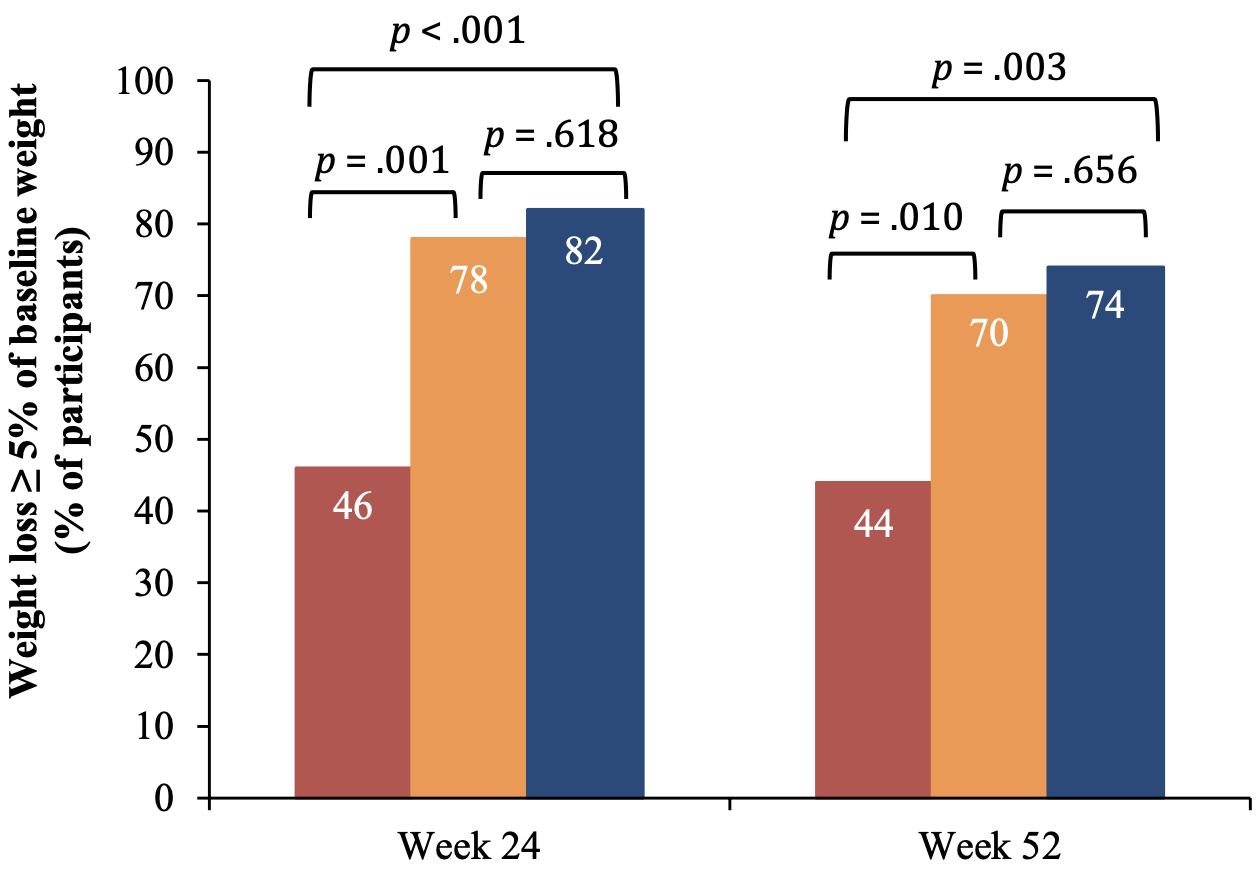 Weight loss ≥ 5% of baseline weight
(% of participants)
100
90
80
70
60
50
40
30
20
10
0
p < .001
p = .001
p = .618
46
78
82
Week 24
p = .003
p = .010
p = .656
44
70
74
Week 52